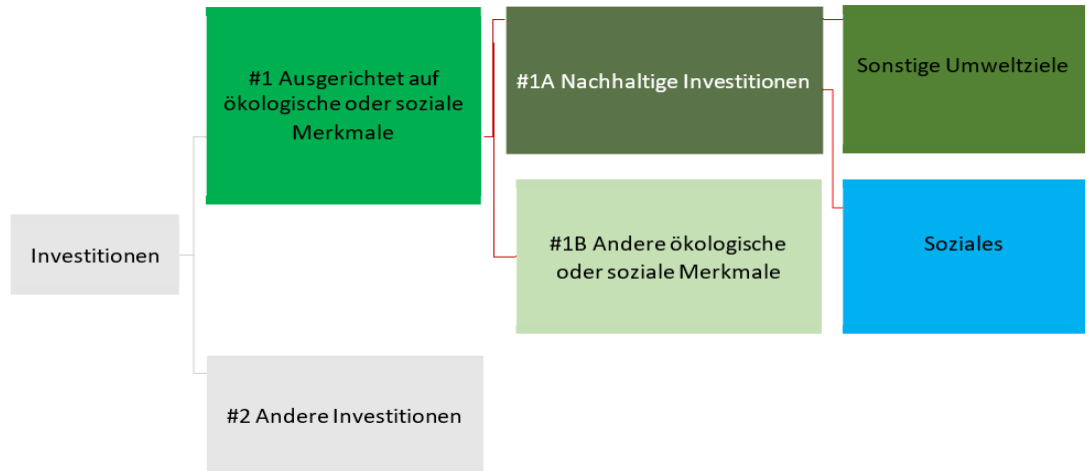 Investitionen
#1 Ausgerichtet auf
ökologische oder soziale
Merkmale
#2 Andere Investitionen
#1A Nachhaltige Investitionen
#1B Andere ökologische
oder soziale Merkmale
Sonstige Umweltziele
Soziales